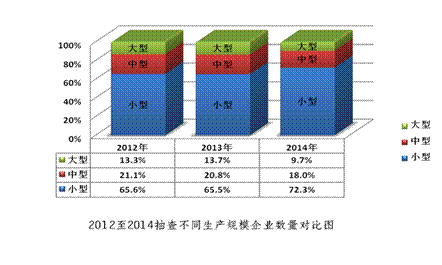 100%
80%
60%
40%
20%
0%
大型 大型 大型
中型 中型 中型
小型 小型 小型
大型
中型
小型
2012年 2013年 2014年
大型 13.3% 13.7% 9.7%
中型 21.1% 20.8% 18.0%
小型 65.6% 65.5% 72.3%
2012至2014抽查不同生产规模企业数量对比图